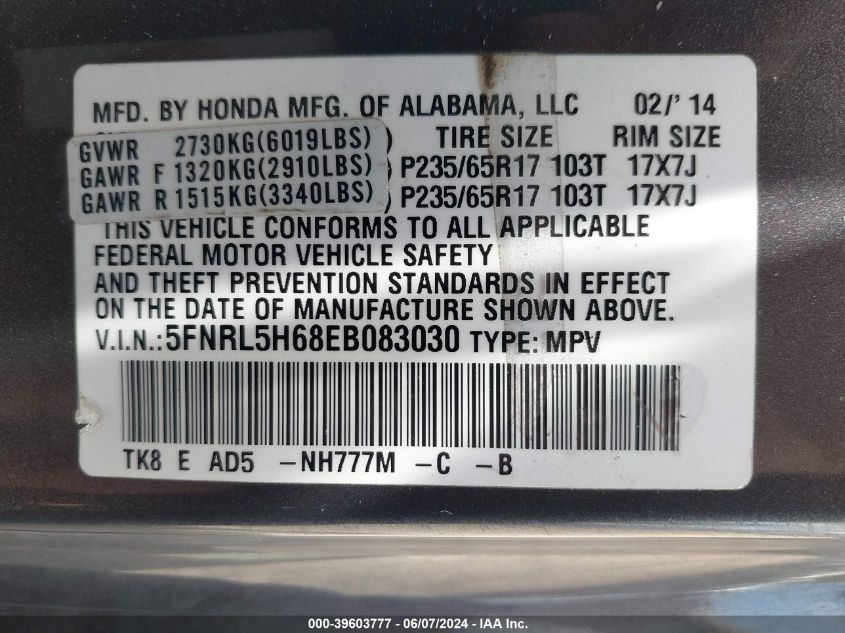 MFD. BY HONDA MFG. OF ALABAMA, LLC 02/' 14
GVWR 2730KG(6019LBS) ) TIRE SIZE RIM SIZE
GAWR F 1320KG(2910LBS) ) P235/65R17 103T 17X7J
GAWR R 1515KG(3340LBS) ) P235/65R17 103T 17X7J
THIS VEHICLE CONFORMS TO ALL APPLICABLE
FEDERAL MOTOR VEHICLE SAFETY
AND THEFT PREVENTION STANDARDS IN EFFECT
ON THE DATE OF MANUFACTURE SHOWN ABOVE.
V.I.N.:5FNRL5H68EB083030 TYPE: MPV
TK8 E AD5 -NH777M -C -B
000-39603777 - 06/07/2024 - IAA Inc.